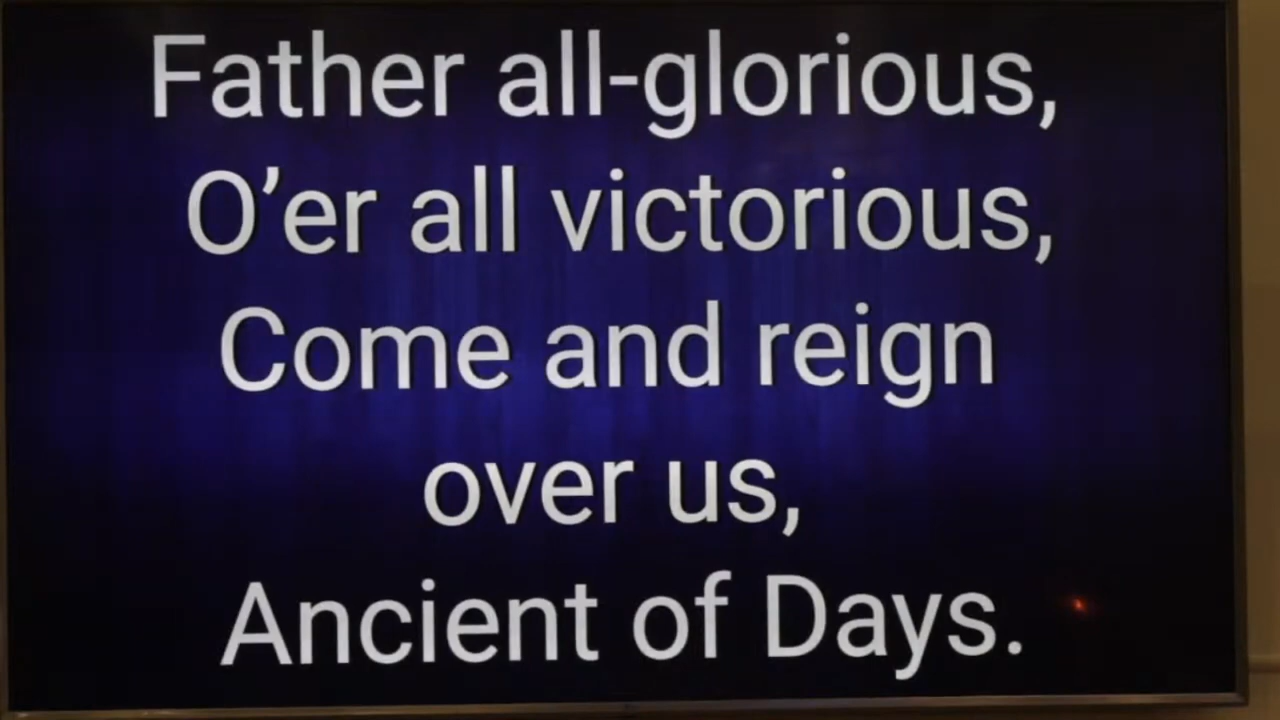 Father all-glorious,
O’er all victorious,
Come and reign
over us,
Ancient of Days.